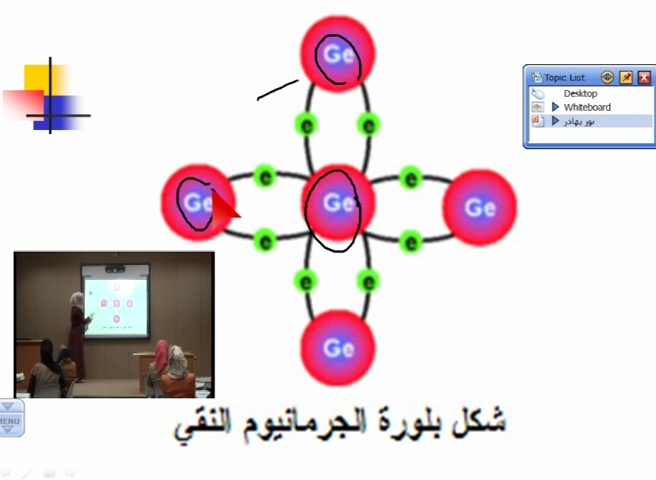 Ge
Topic List
Desktop
Whiteboard
نور بهادر
e e
e e
Ge Ge Ge
e e
e e
Ge
شكل بلورة الجرمانيوم النقي
MENU